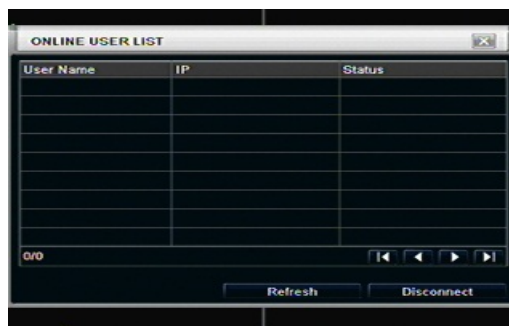 ONLINE USER LIST
User Name IP Status
0/0
Refresh Disconnect